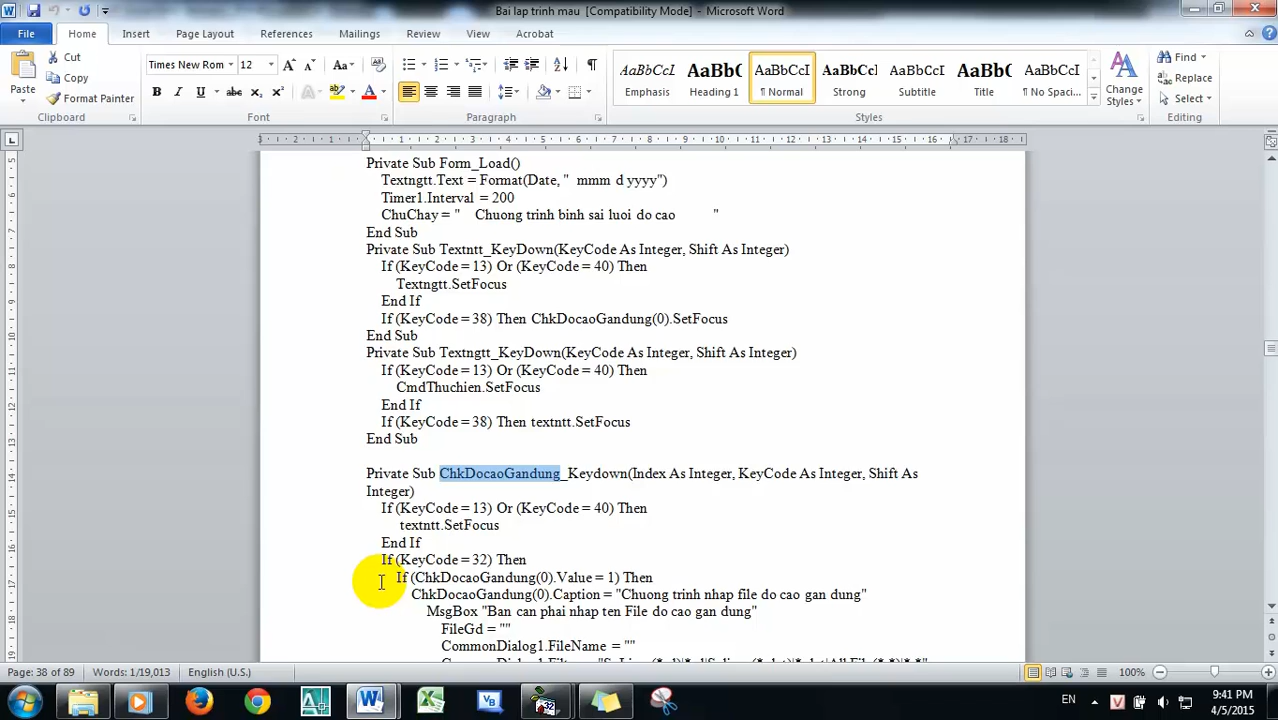 Bai lap trinh mau [Compatibility Mode] - Microsoft Word
File Home Insert Page Layout References Mailings Review View Acrobat
Paste
Cut
Copy
Format Painter
Clipboard
Times New Rom 12
Font
Paragraph
AaBbCcI AaBbC( AaBbCcI AaBbCc AaBbCcI AaBbC( AaBbCcI
Emphasis Heading 1 ¶ Normal Strong Subtitle Title ¶ No Spaci...
Styles
Change Styles
Find
Replace
Select
Editing
Private Sub Form_Load()
Textngtt.Text = Format(Date, " mmm d yyyy")
Timer1.Interval = 200
ChuChay = " Chuong trinh binh sai luoi do cao "
End Sub
Private Sub Textntt_KeyDown(KeyCode As Integer, Shift As Integer)
If (KeyCode = 13) Or (KeyCode = 40) Then
Textngtt.SetFocus
End If
If (KeyCode = 38) Then ChkDocaoGandung(0).SetFocus
End Sub
Private Sub Textngtt_KeyDown(KeyCode As Integer, Shift As Integer)
If (KeyCode = 13) Or (KeyCode = 40) Then
CmdThuchien.SetFocus
End If
If (KeyCode = 38) Then textntt.SetFocus
End Sub
Private Sub ChkDocaoGandung_Keydown(Index As Integer, KeyCode As Integer, Shift As
Integer)
If (KeyCode = 13) Or (KeyCode = 40) Then
textntt.SetFocus
End If
If (KeyCode = 32) Then
If (ChkDocaoGandung(0).Value = 1) Then
ChkDocaoGandung(0).Caption = "Chuong trinh nhap file do cao gan dung"
MsgBox "Ban can phai nhap ten File do cao gan dung"
FileGd = ""
CommonDialog1.FileName = ""
Page: 38 of 89 Words: 1/19,013 English (U.S.) 100%
EN 9:41 PM
4/5/2015